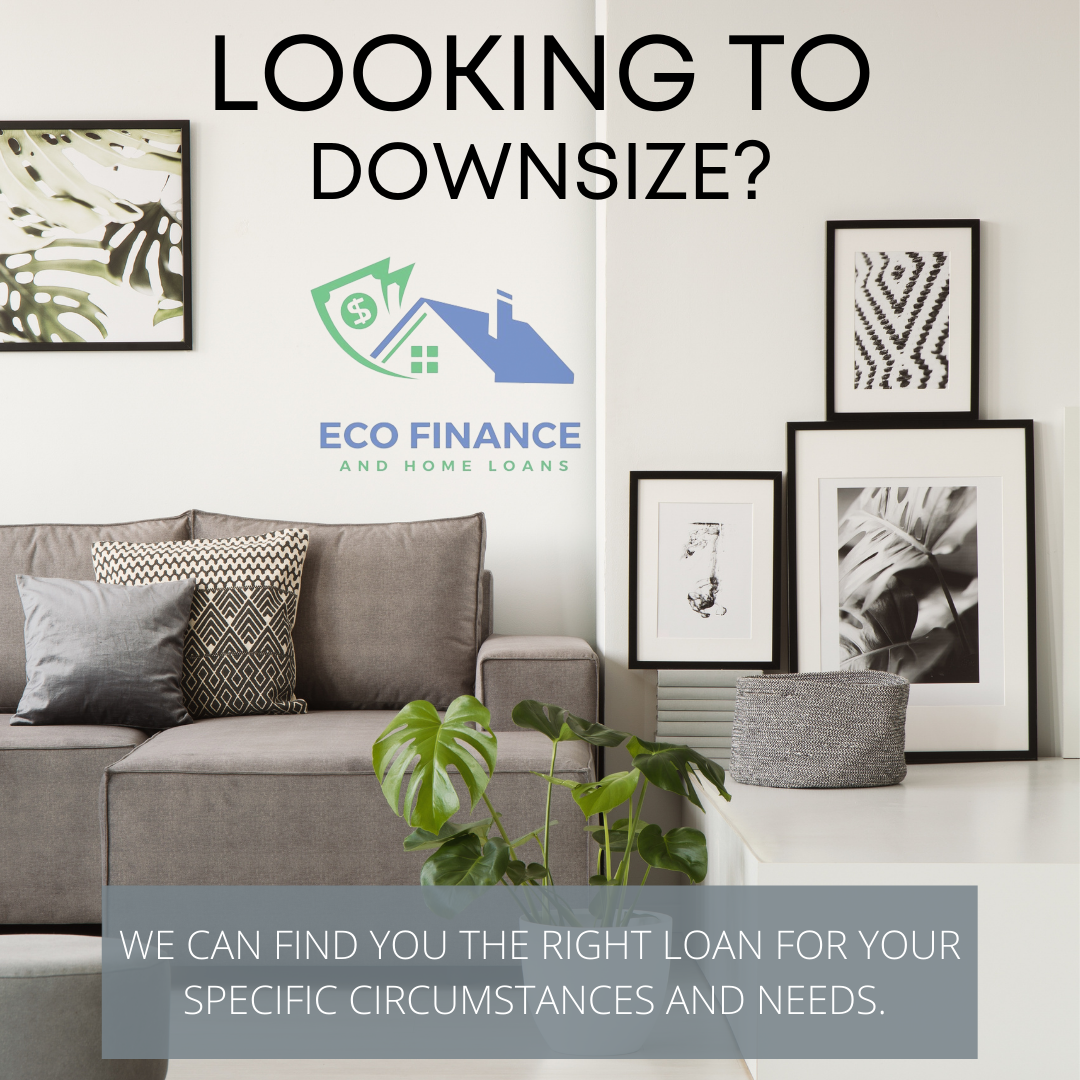 LOOKING TO
DOWNSIZE?
$
ECO FINANCE
AND HOME LOANS
WE CAN FIND YOU THE RIGHT LOAN FOR YOUR
SPECIFIC CIRCUMSTANCES AND NEEDS.